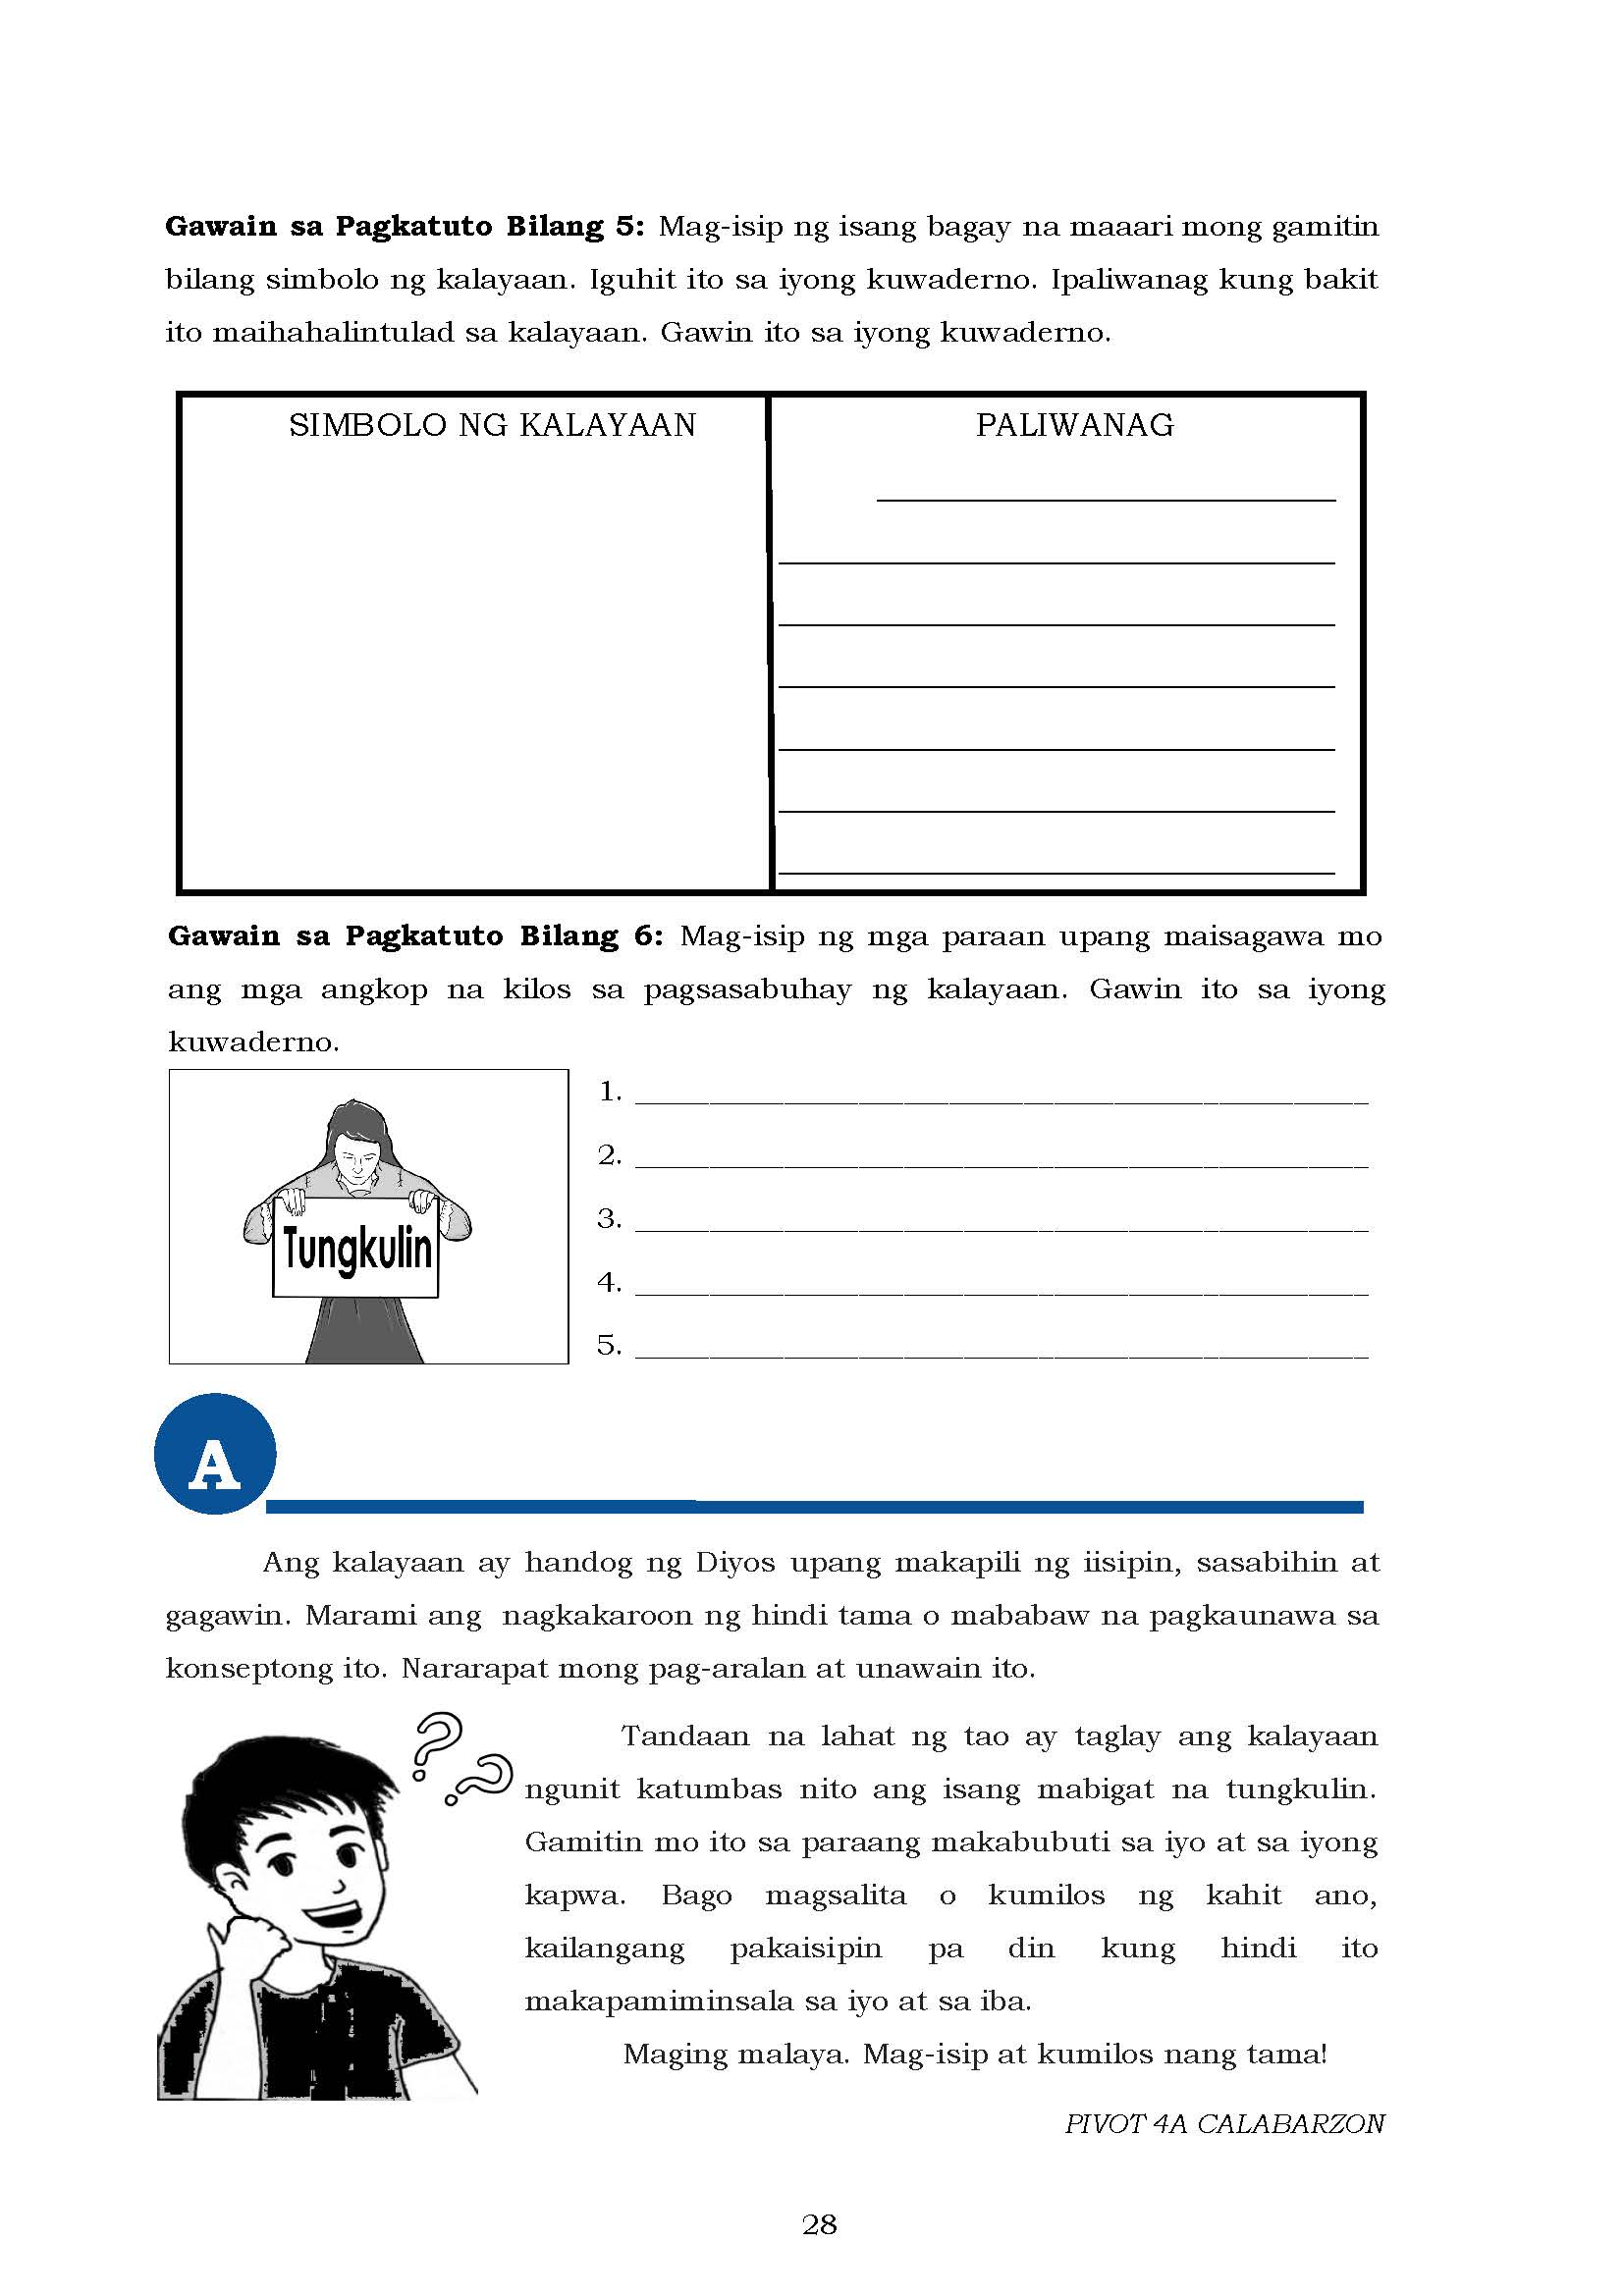 Gawain sa Pagkatuto Bilang 5: Mag-isip ng isang bagay na maaari mong gamitin
bilang simbolo ng kalayaan. Iguhit ito sa iyong kuwaderno. Ipaliwanag kung bakit
ito maihahalintulad sa kalayaan. Gawin ito sa iyong kuwaderno.
SIMBOLO NG KALAYAAN
PALIWANAG
Gawain sa Pagkatuto Bilang 6: Mag-isip ng mga paraan upang maisagawa mo
ang mga angkop na kilos sa pagsasabuhay ng kalayaan. Gawin ito sa iyong
kuwaderno.
Tungkulin
1.
2.
3.
4.
5.
A
Ang kalayaan ay handog ng Diyos upang makapili ng iisipin, sasabihin at
gagawin. Marami ang nagkakaroon ng hindi tama o mababaw na pagkaunawa sa
konseptong ito. Nararapat mong pag-aralan at unawain ito.
??
Tandaan na lahat ng tao ay taglay ang kalayaan
ngunit katumbas nito ang isang mabigat na tungkulin.
Gamitin mo ito sa paraang makabubuti sa iyo at sa iyong
kapwa. Bago magsalita o kumilos ng kahit ano,
kailangang pakaisipin pa din kung hindi ito
makapamiminsala sa iyo at sa iba.
Maging malaya. Mag-isip at kumilos nang tama!
PIVOT 4A CALABARZON
28